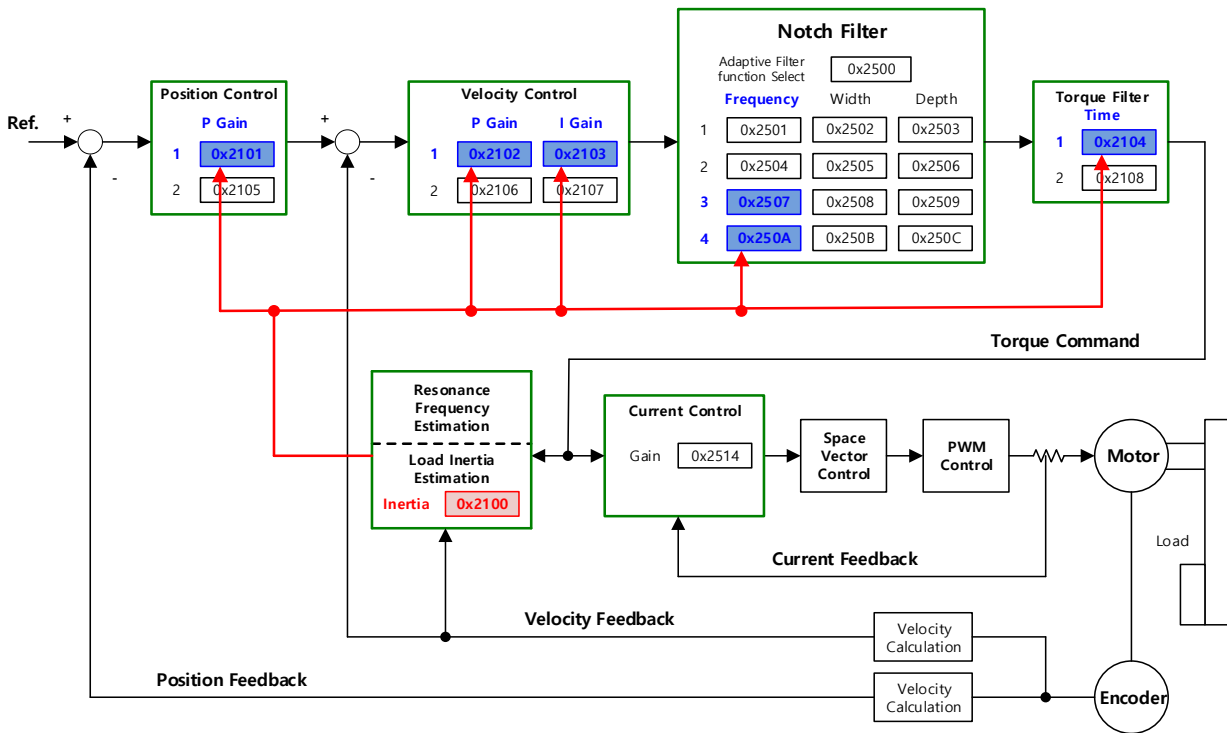 Notch Filter
Adaptive Filter
function Select
0x2500
Frequency Width Depth
1 0x2501 0x2502 0x2503
2 0x2504 0x2505 0x2506
3 0x2507 0x2508 0x2509
4 0x250A 0x250B 0x250C
Ref.
+
-
Position Control
P Gain
1 0x2101
2 0x2105
+
-
Velocity Control
P Gain I Gain
1 0x2102 0x2103
2 0x2106 0x2107
Torque Filter
Time
1 0x2104
2 0x2108
Torque Command
Resonance
Frequency
Estimation
Load Inertia
Estimation
Inertia 0x2100
Current Control
Gain 0x2514
Space
Vector
Control
PWM
Control
Motor
Load
Current Feedback
Velocity Feedback
Velocity
Calculation
Position Feedback
Velocity
Calculation
Encoder